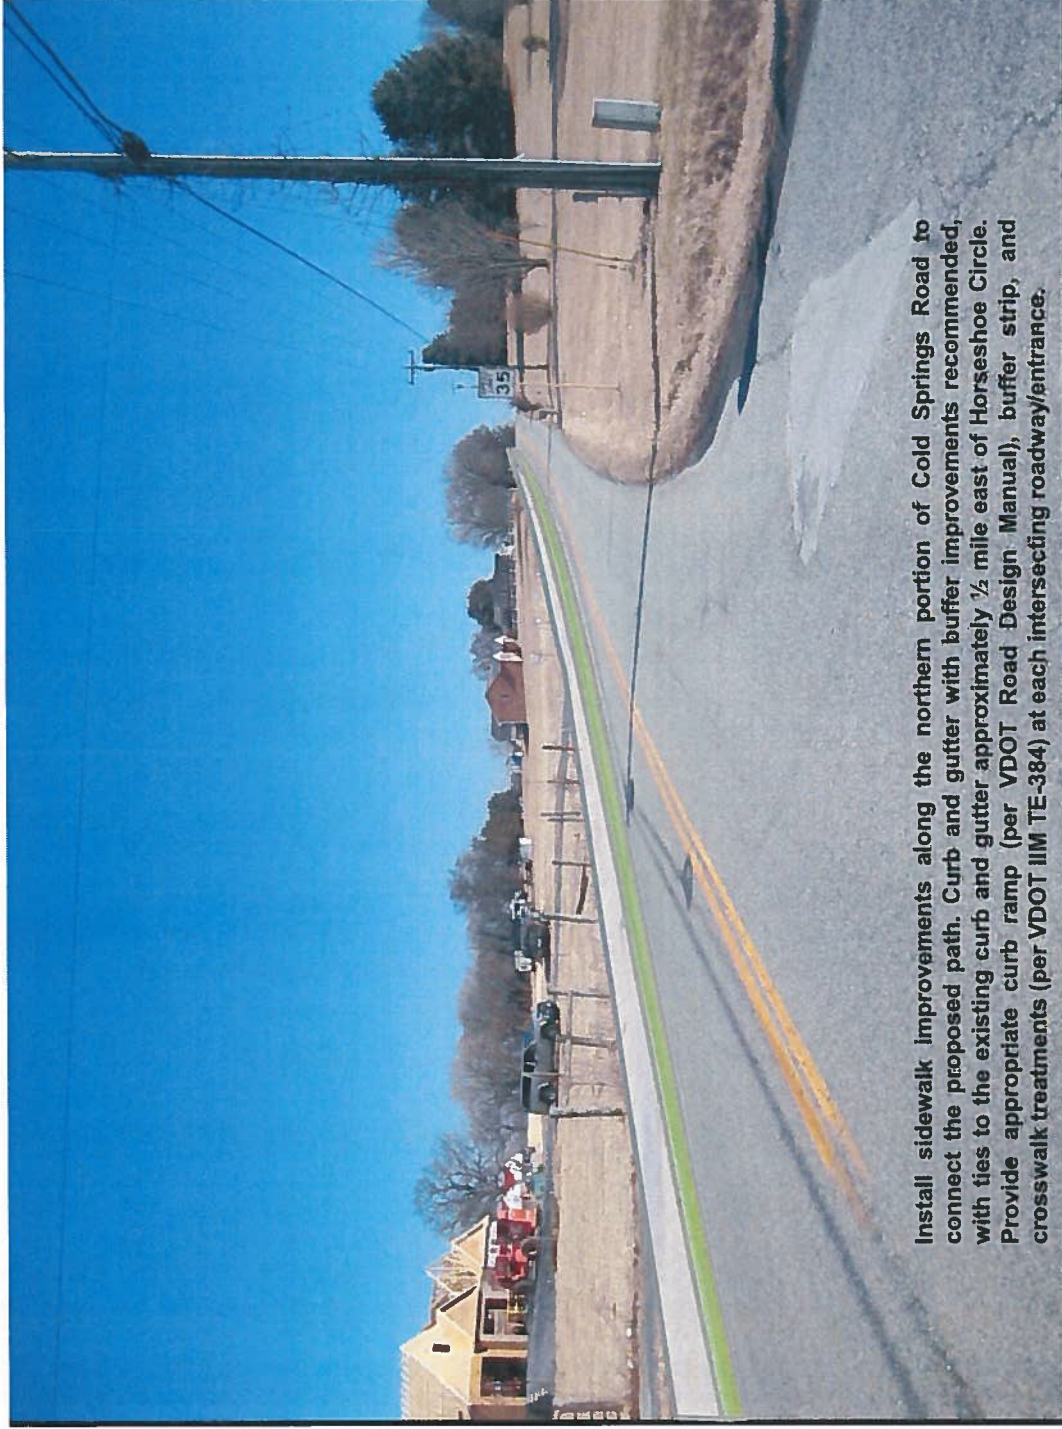 35
Install sidewalk improvements along the northern portion of Cold Springs Road to
connect the proposed path. Curb and gutter with buffer improvements recommended,
with ties to the existing curb and gutter approximately ½ mile east of Horseshoe Circle.
Provide appropriate curb ramp (per VDOT Road Design Manual), buffer strip, and
crosswalk treatments (per VDOT IIM TE-384) at each intersecting roadway/entrance.